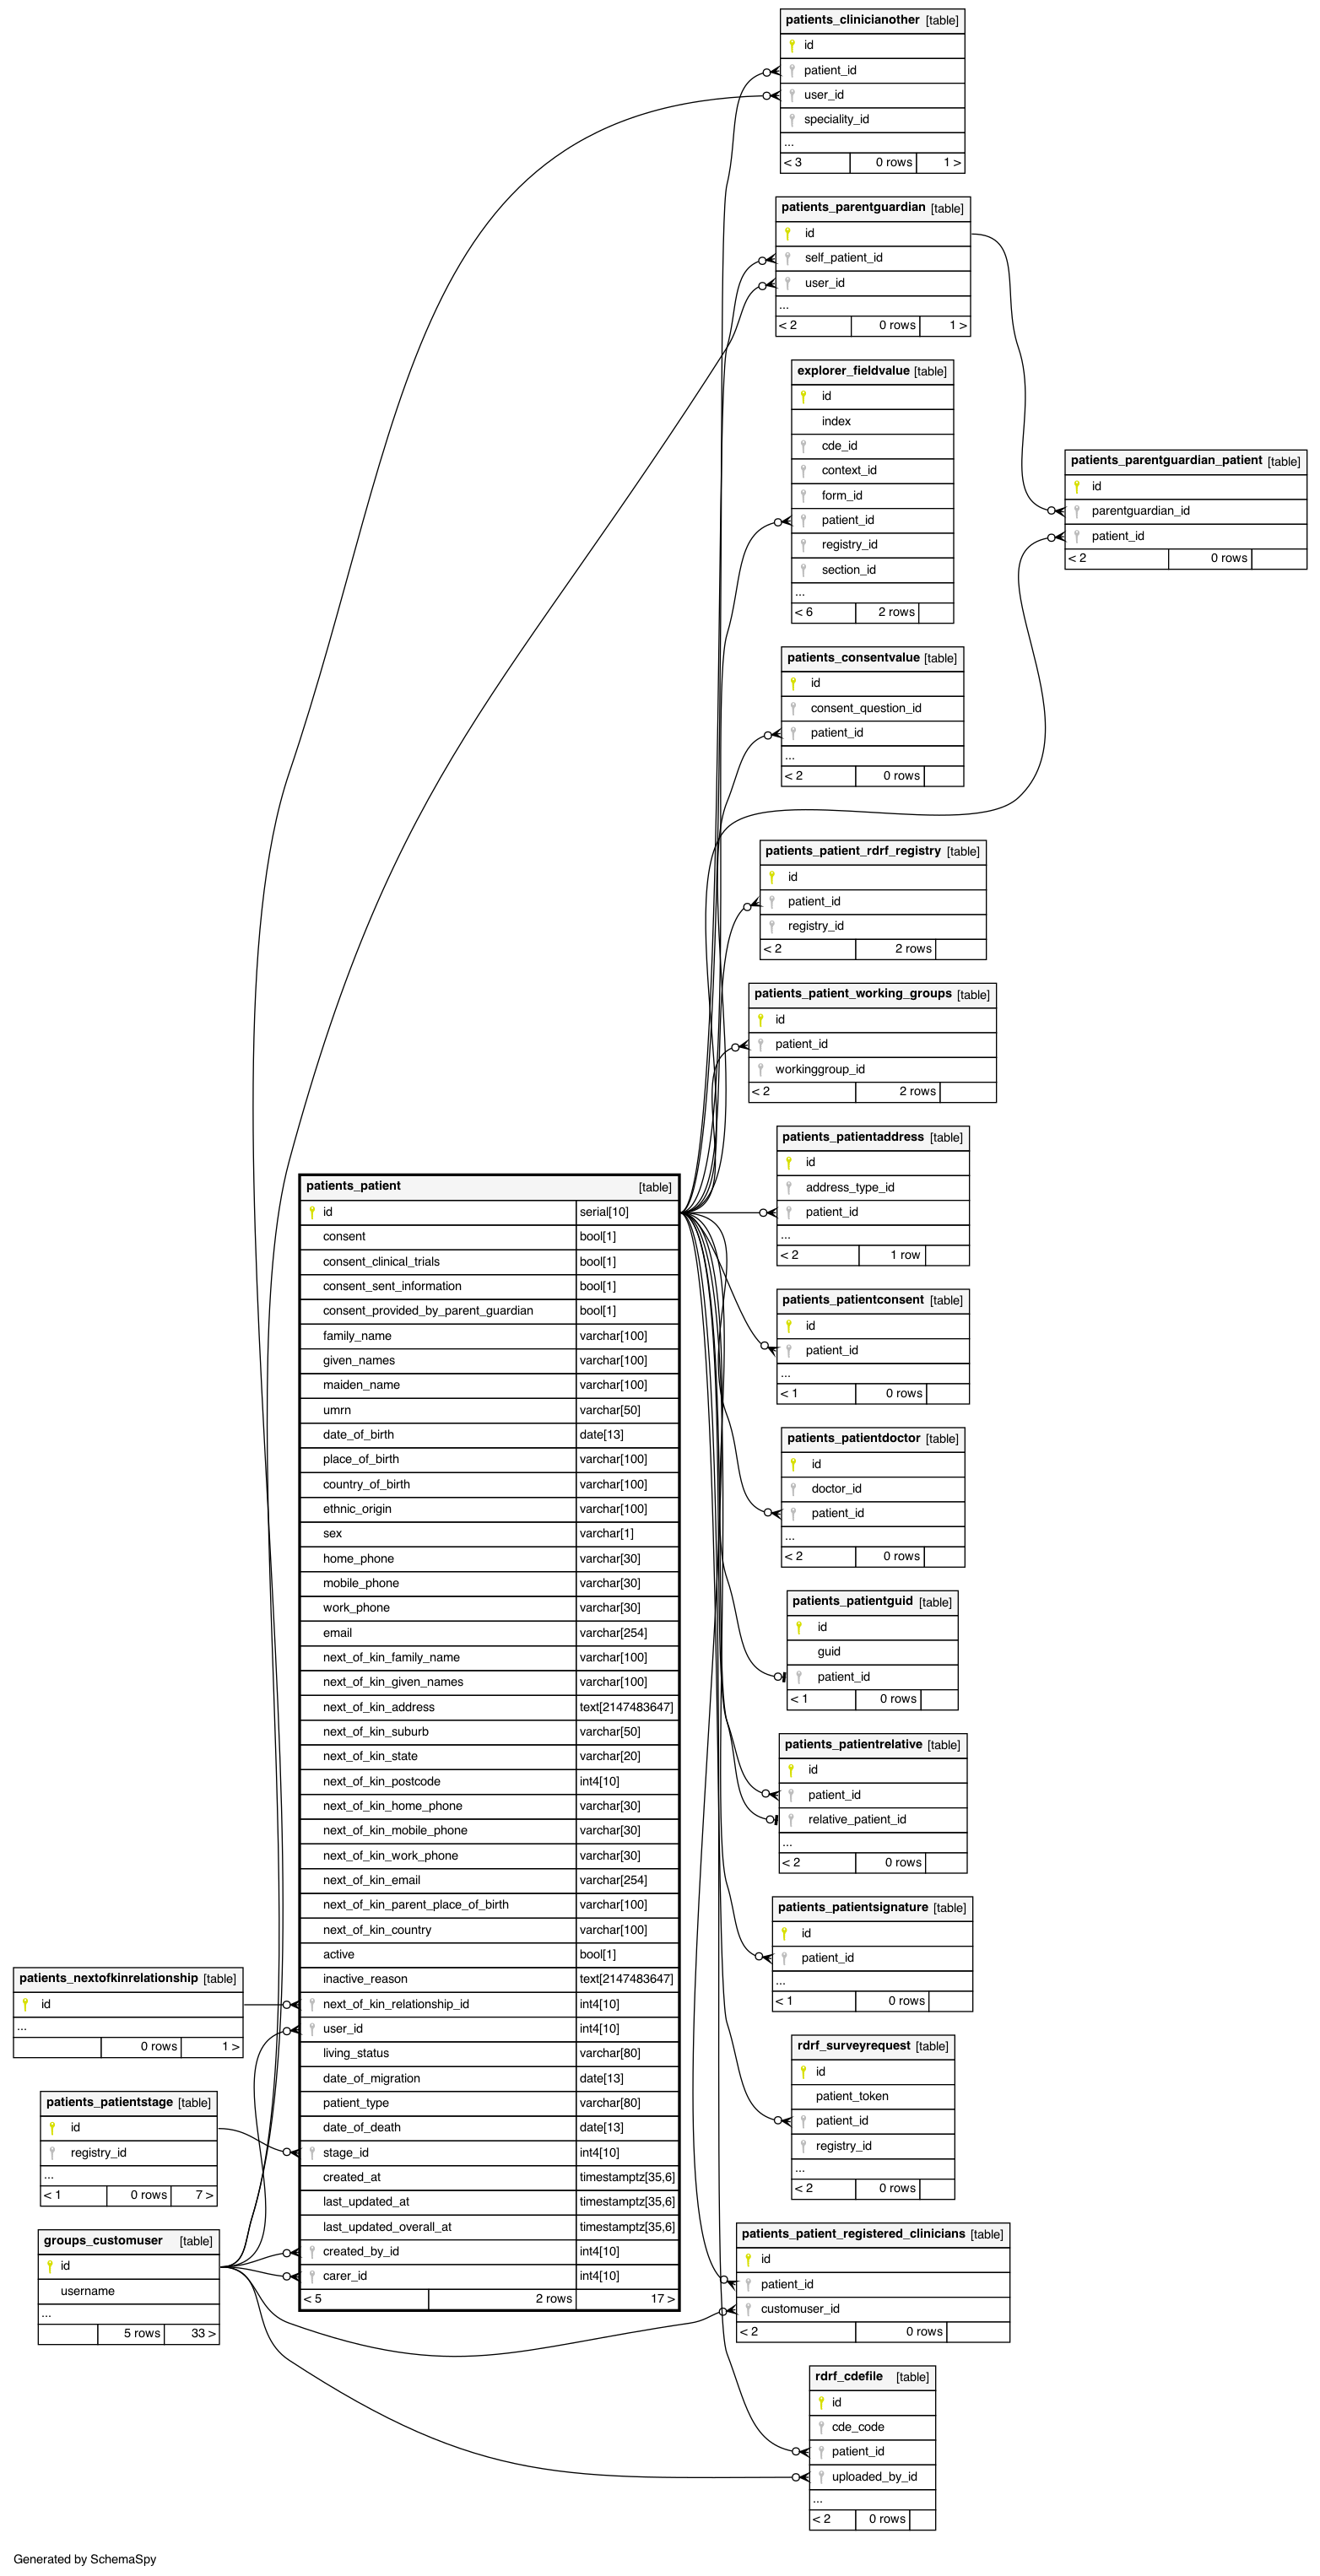 patients_clinicianother [table]
id
patient_id
user_id
speciality_id
...
< 3 0 rows 1 >
patients_parentguardian [table]
id
self_patient_id
user_id
...
< 2 0 rows 1 >
explorer_fieldvalue [table]
id
index
cde_id
context_id
form_id
patient_id
registry_id
section_id
...
< 6 2 rows
patients_parentguardian_patient [table]
id
parentguardian_id
patient_id
< 2 0 rows
patients_consentvalue [table]
id
consent_question_id
patient_id
...
< 2 0 rows
patients_patient_rdrf_registry [table]
id
patient_id
registry_id
< 2 2 rows
patients_patient_working_groups [table]
id
patient_id
workinggroup_id
< 2 2 rows
patients_patientaddress [table]
id
address_type_id
patient_id
...
< 2 1 row
patients_patientconsent [table]
id
patient_id
...
< 1 0 rows
patients_patientdoctor [table]
id
doctor_id
patient_id
...
< 2 0 rows
patients_patientguid [table]
id
guid
patient_id
< 1 0 rows
patients_patientrelative [table]
id
patient_id
relative_patient_id
...
< 2 0 rows
patients_patientsignature [table]
id
patient_id
...
< 1 0 rows
rdrf_surveyrequest [table]
id
patient_token
patient_id
registry_id
...
< 2 0 rows
patients_patient_registered_clinicians [table]
id
patient_id
customuser_id
< 2 0 rows
rdrf_cdefile [table]
id
cde_code
patient_id
uploaded_by_id
...
< 2 0 rows
patients_patient [table]
id serial[10]
consent bool[1]
consent_clinical_trials bool[1]
consent_sent_information bool[1]
consent_provided_by_parent_guardian bool[1]
family_name varchar[100]
given_names varchar[100]
maiden_name varchar[100]
umrn varchar[50]
date_of_birth date[13]
place_of_birth varchar[100]
country_of_birth varchar[100]
ethnic_origin varchar[100]
sex varchar[1]
home_phone varchar[30]
mobile_phone varchar[30]
work_phone varchar[30]
email varchar[254]
next_of_kin_family_name varchar[100]
next_of_kin_given_names varchar[100]
next_of_kin_address text[2147483647]
next_of_kin_suburb varchar[50]
next_of_kin_state varchar[20]
next_of_kin_postcode int4[10]
next_of_kin_home_phone varchar[30]
next_of_kin_mobile_phone varchar[30]
next_of_kin_work_phone varchar[30]
next_of_kin_email varchar[254]
next_of_kin_parent_place_of_birth varchar[100]
next_of_kin_country varchar[100]
active bool[1]
inactive_reason text[2147483647]
next_of_kin_relationship_id int4[10]
user_id int4[10]
living_status varchar[80]
date_of_migration date[13]
patient_type varchar[80]
date_of_death date[13]
stage_id int4[10]
created_at timestamptz[35,6]
last_updated_at timestamptz[35,6]
last_updated_overall_at timestamptz[35,6]
created_by_id int4[10]
carer_id int4[10]
< 5 2 rows 17 >
patients_nextofkinrelationship [table]
id
...
0 rows 1 >
patients_patientstage [table]
id
registry_id
...
< 1 0 rows 7 >
groups_customuser [table]
id
username
...
5 rows 33 >
Generated by SchemaSpy